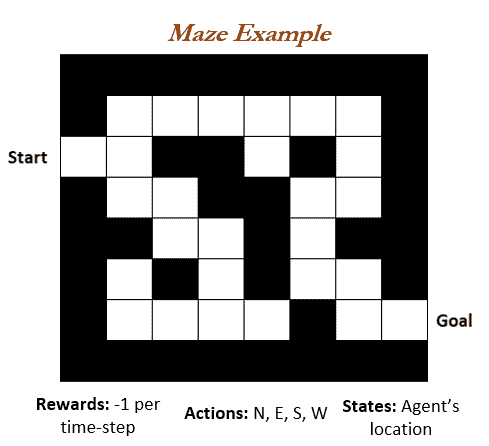 Maze Example
Start
Goal
Rewards: -1 per
time-step
Actions: N, E, S, W
States: Agent's
location